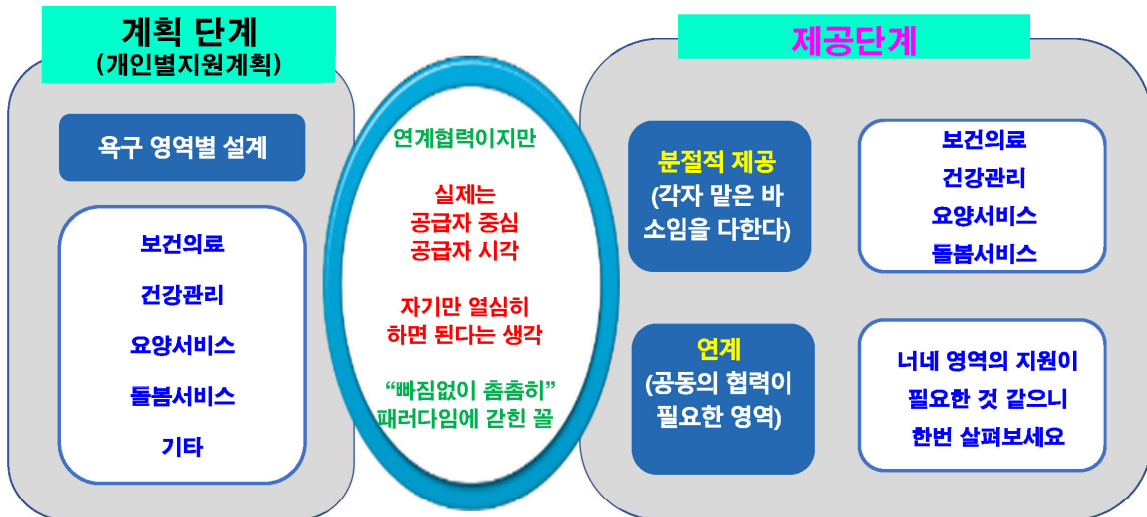 계획 단계
(개인별지원계획)
욕구 영역별 설계
보건의료
건강관리
요양서비스
돌봄서비스
기타
연계협력이지만
실제는
공급자 중심
공급자 시각
자기만 열심히
하면 된다는 생각
“빠짐없이 촘촘히”
패러다임에 갇힌 꼴
제공단계
분절적 제공
(각자 맡은 바
소임을 다한다)
보건의료
건강관리
요양서비스
돌봄서비스
연계
(공동의 협력이
필요한 영역)
너네 영역의 지원이
필요한 것 같으니
한번 살펴보세요